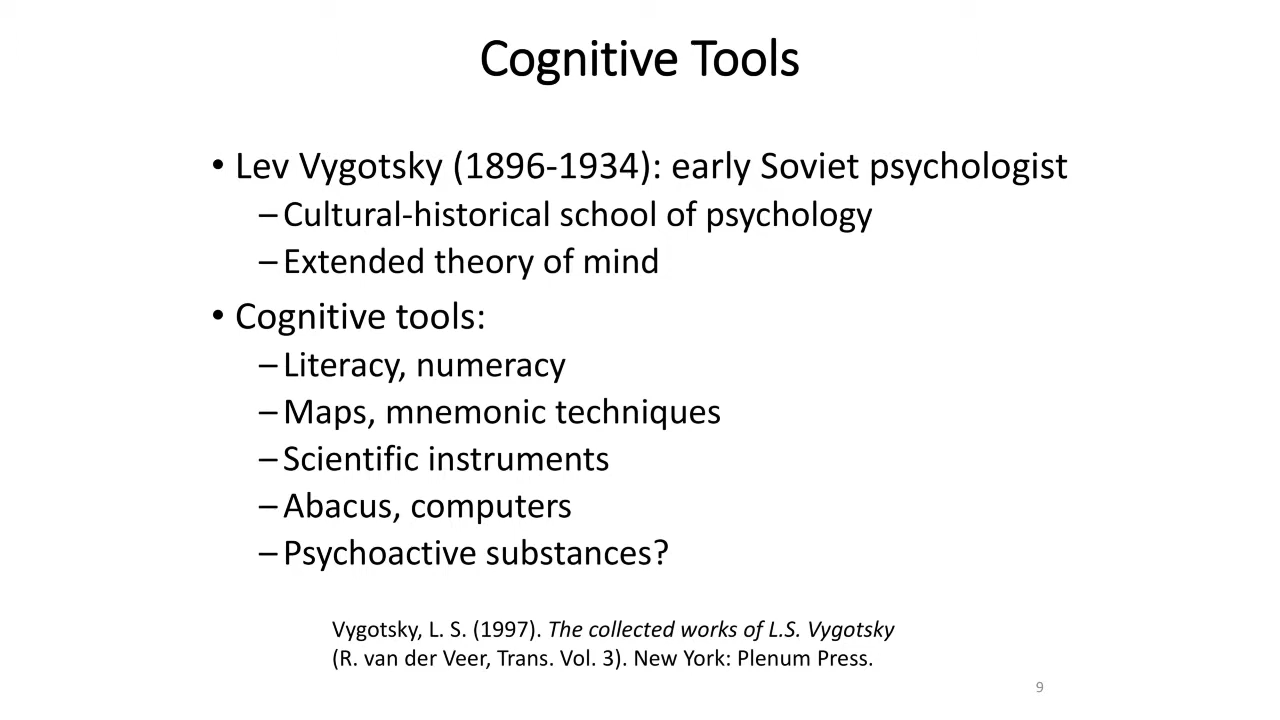 Cognitive Tools
• Lev Vygotsky (1896-1934): early Soviet psychologist
– Cultural-historical school of psychology
– Extended theory of mind
• Cognitive tools:
– Literacy, numeracy
– Maps, mnemonic techniques
– Scientific instruments
– Abacus, computers
– Psychoactive substances?
Vygotsky, L. S. (1997). The collected works of L.S. Vygotsky
(R. van der Veer, Trans. Vol. 3). New York: Plenum Press.
9